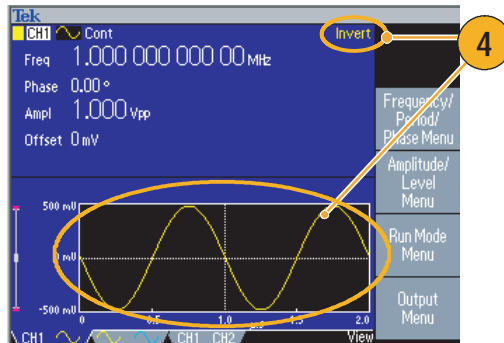 Tek
CH1 Cont Invert
4
Freq 1.000 000 000 00 MHz
Phase 0.00 °
Ampl 1.000 Vpp
Offset 0 mV
Frequency/
Period/
Phase Menu
Amplitude/
Level
Menu
Run Mode
Menu
Output
Menu
500 mV
0 mV
-500 mV
0 0.5 1.0 1.5 2.0
CH1 CH1 CH2 View